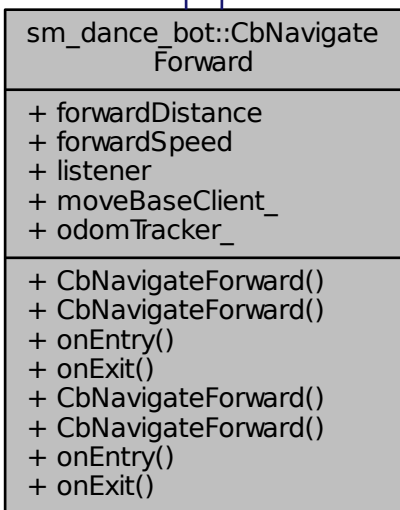 sm_dance_bot::CbNavigate
Forward
+ forwardDistance
+ forwardSpeed
+ listener
+ moveBaseClient_
+ odomTracker_
+ CbNavigateForward()
+ CbNavigateForward()
+ onEntry()
+ onExit()
+ CbNavigateForward()
+ CbNavigateForward()
+ onEntry()
+ onExit()